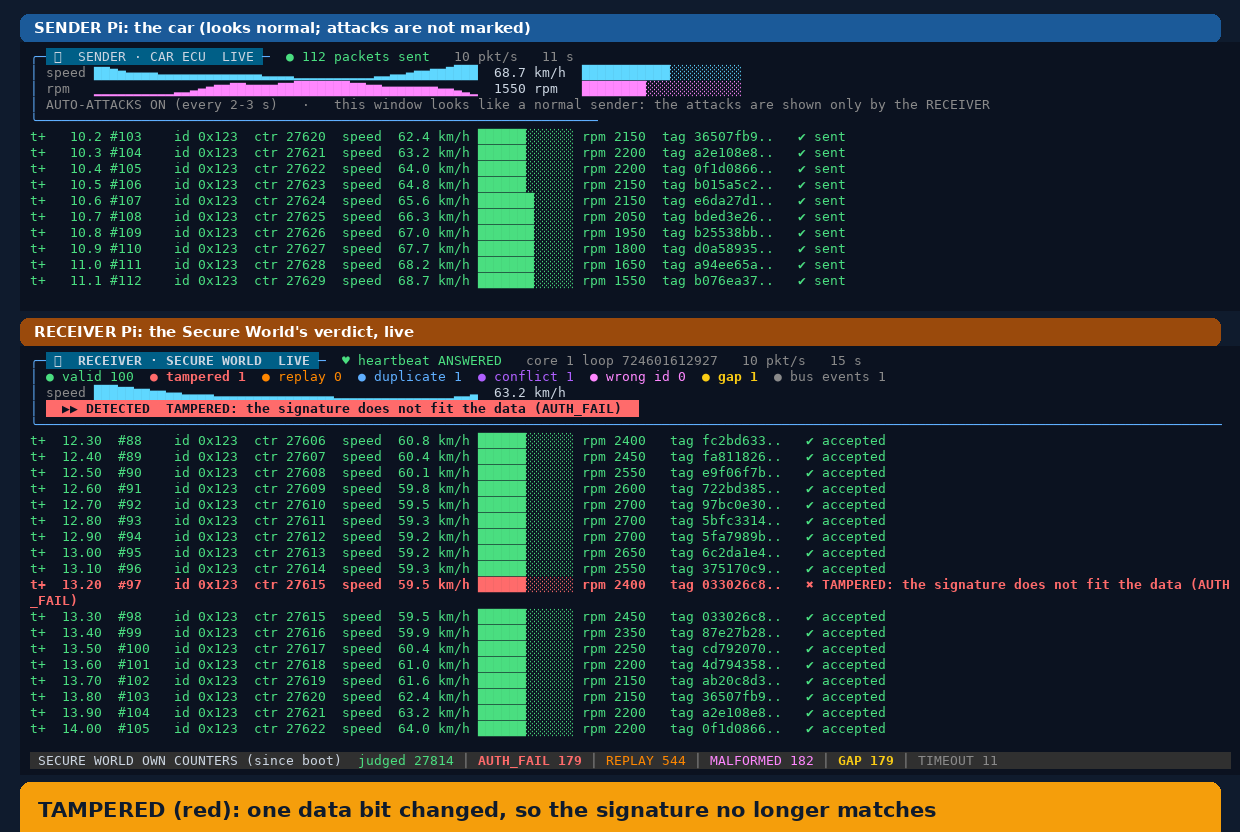 SENDER Pi: the car (looks normal; attacks are not marked)
SENDER · CAR ECU  LIVE  ● 112 packets sent   10 pkt/s   11 s
speed  68.7 km/h
rpm  1550 rpm
AUTO-ATTACKS ON (every 2-3 s)   ·   this window looks like a normal sender: the attacks are shown only by the RECEIVER
t+   10.2 #103    id 0x123  ctr 27620  speed  62.4 km/h  rpm 2150  tag 36507fb9..   ✔ sent
t+   10.3 #104    id 0x123  ctr 27621  speed  63.2 km/h  rpm 2200  tag a2e108e8..   ✔ sent
t+   10.4 #105    id 0x123  ctr 27622  speed  64.0 km/h  rpm 2200  tag 0f1d0866..   ✔ sent
t+   10.5 #106    id 0x123  ctr 27623  speed  64.8 km/h  rpm 2150  tag b015a5c2..   ✔ sent
t+   10.6 #107    id 0x123  ctr 27624  speed  65.6 km/h  rpm 2150  tag e6da27d1..   ✔ sent
t+   10.7 #108    id 0x123  ctr 27625  speed  66.3 km/h  rpm 2050  tag bded3e26..   ✔ sent
t+   10.8 #109    id 0x123  ctr 27626  speed  67.0 km/h  rpm 1950  tag b25538bb..   ✔ sent
t+   10.9 #110    id 0x123  ctr 27627  speed  67.7 km/h  rpm 1800  tag d0a58935..   ✔ sent
t+   11.0 #111    id 0x123  ctr 27628  speed  68.2 km/h  rpm 1650  tag a94ee65a..   ✔ sent
t+   11.1 #112    id 0x123  ctr 27629  speed  68.7 km/h  rpm 1550  tag b076ea37..   ✔ sent
RECEIVER Pi: the Secure World's verdict, live
RECEIVER · SECURE WORLD  LIVE  ♥ heartbeat ANSWERED   core 1 loop 724601612927   10 pkt/s   15 s
● valid 100  ● tampered 1  ● replay 0  ● duplicate 1  ● conflict 1  ● wrong id 0  ● gap 1  ● bus events 1
speed  63.2 km/h
▶▶ DETECTED  TAMPERED: the signature does not fit the data (AUTH_FAIL)
t+  12.30  #88    id 0x123  ctr 27606  speed  60.8 km/h  rpm 2400   tag fc2bd633..   ✔ accepted
t+  12.40  #89    id 0x123  ctr 27607  speed  60.4 km/h  rpm 2450   tag fa811826..   ✔ accepted
t+  12.50  #90    id 0x123  ctr 27608  speed  60.1 km/h  rpm 2550   tag e9f06f7b..   ✔ accepted
t+  12.60  #91    id 0x123  ctr 27609  speed  59.8 km/h  rpm 2600   tag 722bd385..   ✔ accepted
t+  12.70  #92    id 0x123  ctr 27610  speed  59.5 km/h  rpm 2700   tag 97bc0e30..   ✔ accepted
t+  12.80  #93    id 0x123  ctr 27611  speed  59.3 km/h  rpm 2700   tag 5bfc3314..   ✔ accepted
t+  12.90  #94    id 0x123  ctr 27612  speed  59.2 km/h  rpm 2700   tag 5fa7989b..   ✔ accepted
t+  13.00  #95    id 0x123  ctr 27613  speed  59.2 km/h  rpm 2650   tag 6c2da1e4..   ✔ accepted
t+  13.10  #96    id 0x123  ctr 27614  speed  59.3 km/h  rpm 2550   tag 375170c9..   ✔ accepted
t+  13.20  #97    id 0x123  ctr 27615  speed  59.5 km/h  rpm 2400   tag 033026c8..   ✖ TAMPERED: the signature does not fit the data (AUTH
_FAIL)
t+  13.30  #98    id 0x123  ctr 27615  speed  59.5 km/h  rpm 2450   tag 033026c8..   ✔ accepted
t+  13.40  #99    id 0x123  ctr 27616  speed  59.9 km/h  rpm 2350   tag 87e27b28..   ✔ accepted
t+  13.50  #100   id 0x123  ctr 27617  speed  60.4 km/h  rpm 2250   tag cd792070..   ✔ accepted
t+  13.60  #101   id 0x123  ctr 27618  speed  61.0 km/h  rpm 2200   tag 4d794358..   ✔ accepted
t+  13.70  #102   id 0x123  ctr 27619  speed  61.6 km/h  rpm 2150   tag ab20c8d3..   ✔ accepted
t+  13.80  #103   id 0x123  ctr 27620  speed  62.4 km/h  rpm 2150   tag 36507fb9..   ✔ accepted
t+  13.90  #104   id 0x123  ctr 27621  speed  63.2 km/h  rpm 2200   tag a2e108e8..   ✔ accepted
t+  14.00  #105   id 0x123  ctr 27622  speed  64.0 km/h  rpm 2200   tag 0f1d0866..   ✔ accepted
SECURE WORLD OWN COUNTERS (since boot)  judged 27814 │ AUTH_FAIL 179 │ REPLAY 544 │ MALFORMED 182 │ GAP 179 │ TIMEOUT 11
TAMPERED (red): one data bit changed, so the signature no longer matches